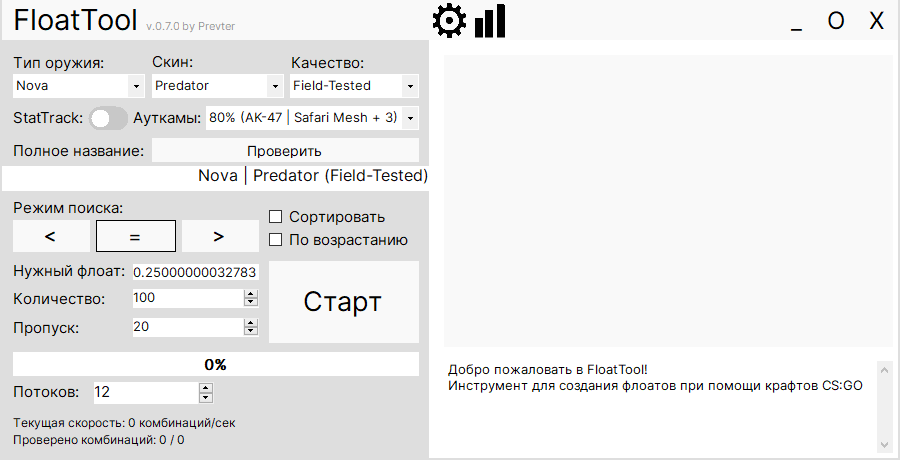 FloatTool v.0.7.0 by Prevter
_ O X
Тип оружия: Скин: Качество:
Nova Predator Field-Tested
StatTrack: Ауткамы: 80% (AK-47 | Safari Mesh + 3)
Полное название: Проверить
Nova | Predator (Field-Tested)
Режим поиска:
< = >
Сортировать
По возрастанию
Нужный флоат: 0.25000000032783
Количество: 100
Пропуск: 20
Старт
0%
Потоков: 12
Текущая скорость: 0 комбинаций/сек
Проверено комбинаций: 0 / 0
Добро пожаловать в FloatTool!
Инструмент для создания флоатов при помощи крафтов CS:GO